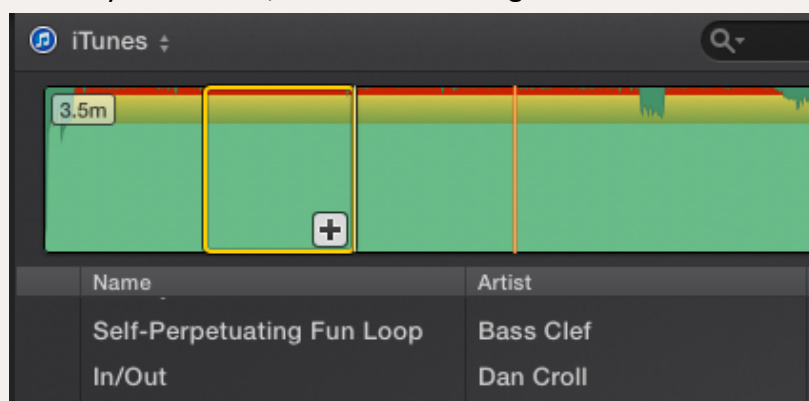 iTunes
3.5m
Name Artist
Self-Perpetuating Fun Loop Bass Clef
In/Out Dan Croll